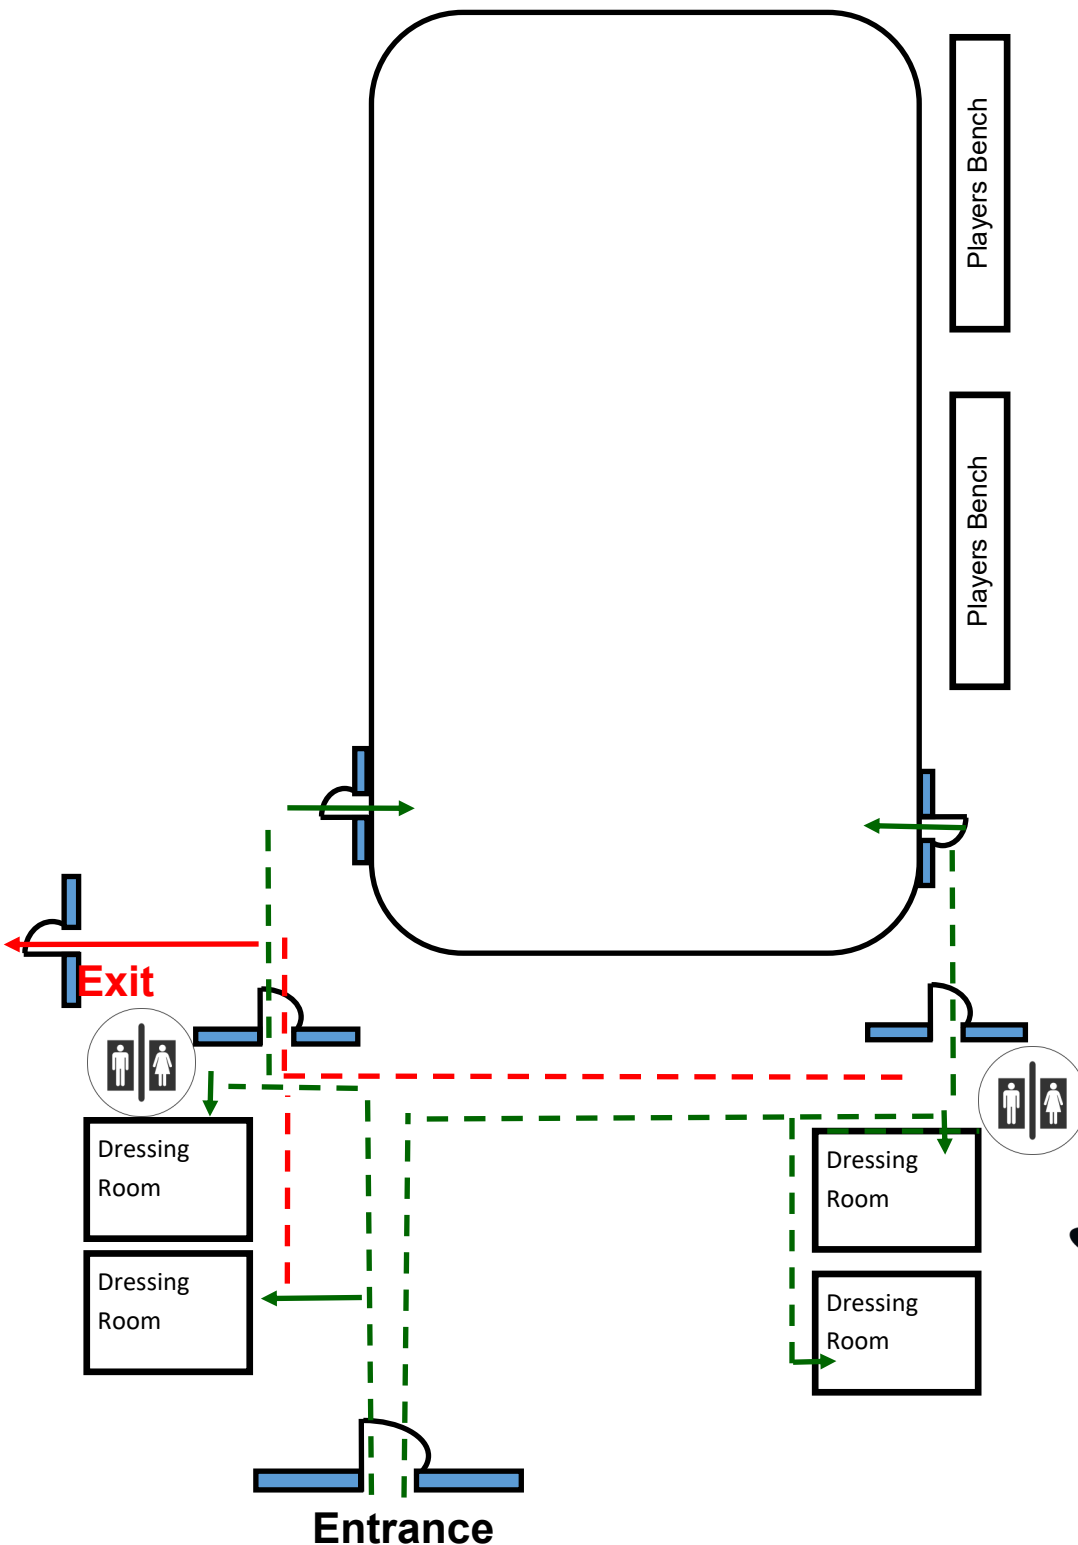 Players Bench
Players Bench
Exit
Dressing
Room
Dressing
Room
Dressing
Room
Dressing
Room
Entrance